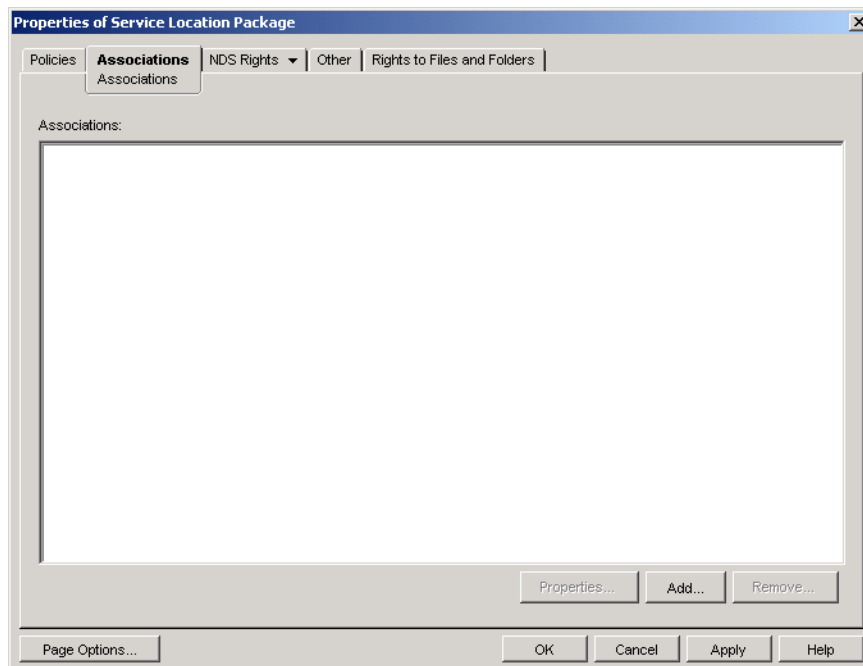 Properties of Service Location Package
Policies Associations NDS Rights Other Rights to Files and Folders
Associations
Associations:
Properties... Add... Remove...
Page Options... OK Cancel Apply Help